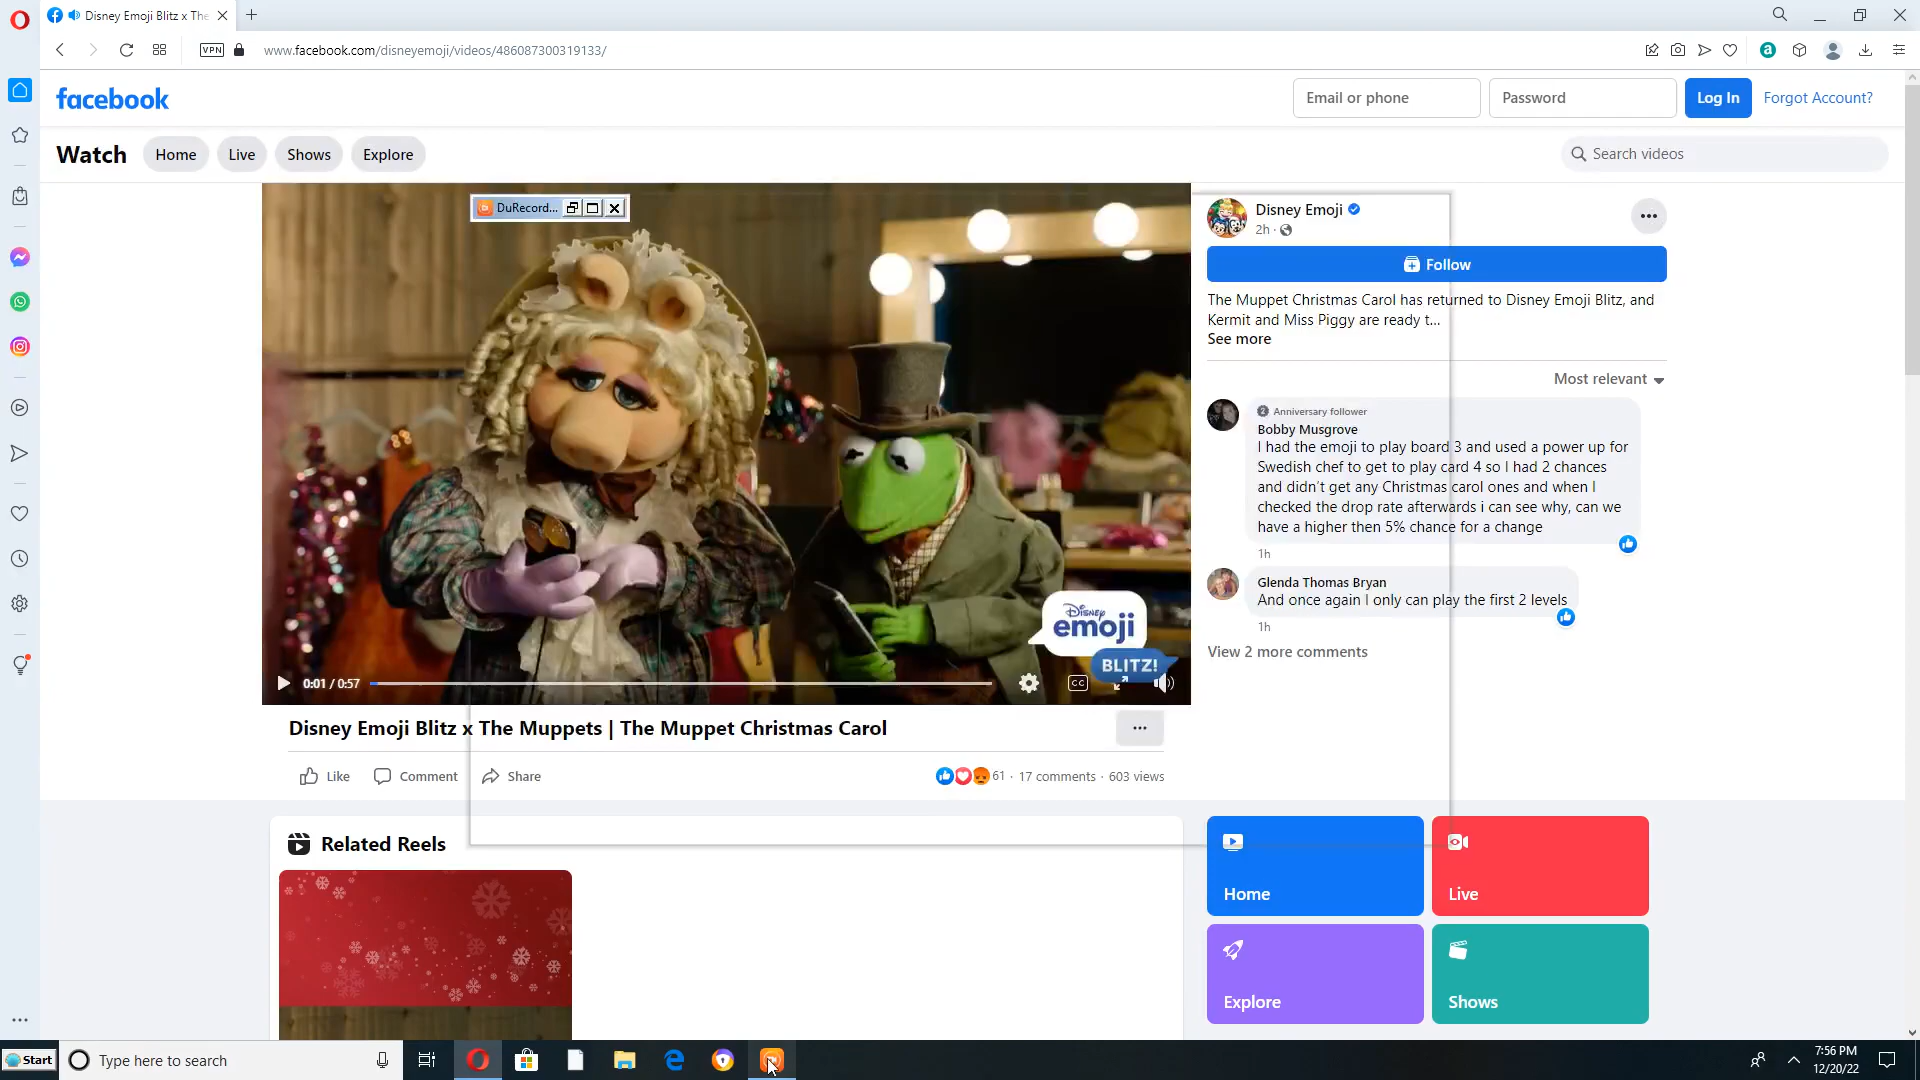 Disney Emoji Blitz x The
VPN
www.facebook.com/disneyemoji/videos/486087300319133/
facebook
Email or phone
Password
Log In
Forgot Account?
Watch
Home
Live
Shows
Explore
Search videos
DuRecord...
Disney Emoji
2h ·
Follow
The Muppet Christmas Carol has returned to Disney Emoji Blitz, and
Kermit and Miss Piggy are ready t...
See more
Most relevant
2 Anniversary follower
Bobby Musgrove
I had the emoji to play board 3 and used a power up for
Swedish chef to get to play card 4 so I had 2 chances
and didn't get any Christmas carol ones and when I
checked the drop rate afterwards i can see why, can we
have a higher then 5% chance for a change
1h
Glenda Thomas Bryan
And once again I only can play the first 2 levels
1h
View 2 more comments
Disney
emoji
BLITZ!
0:01 / 0:57
CC
Disney Emoji Blitz x The Muppets | The Muppet Christmas Carol
Like
Comment
Share
61 · 17 comments · 603 views
Related Reels
Home
Live
Explore
Shows
Start
Type here to search
7:56 PM
12/20/22